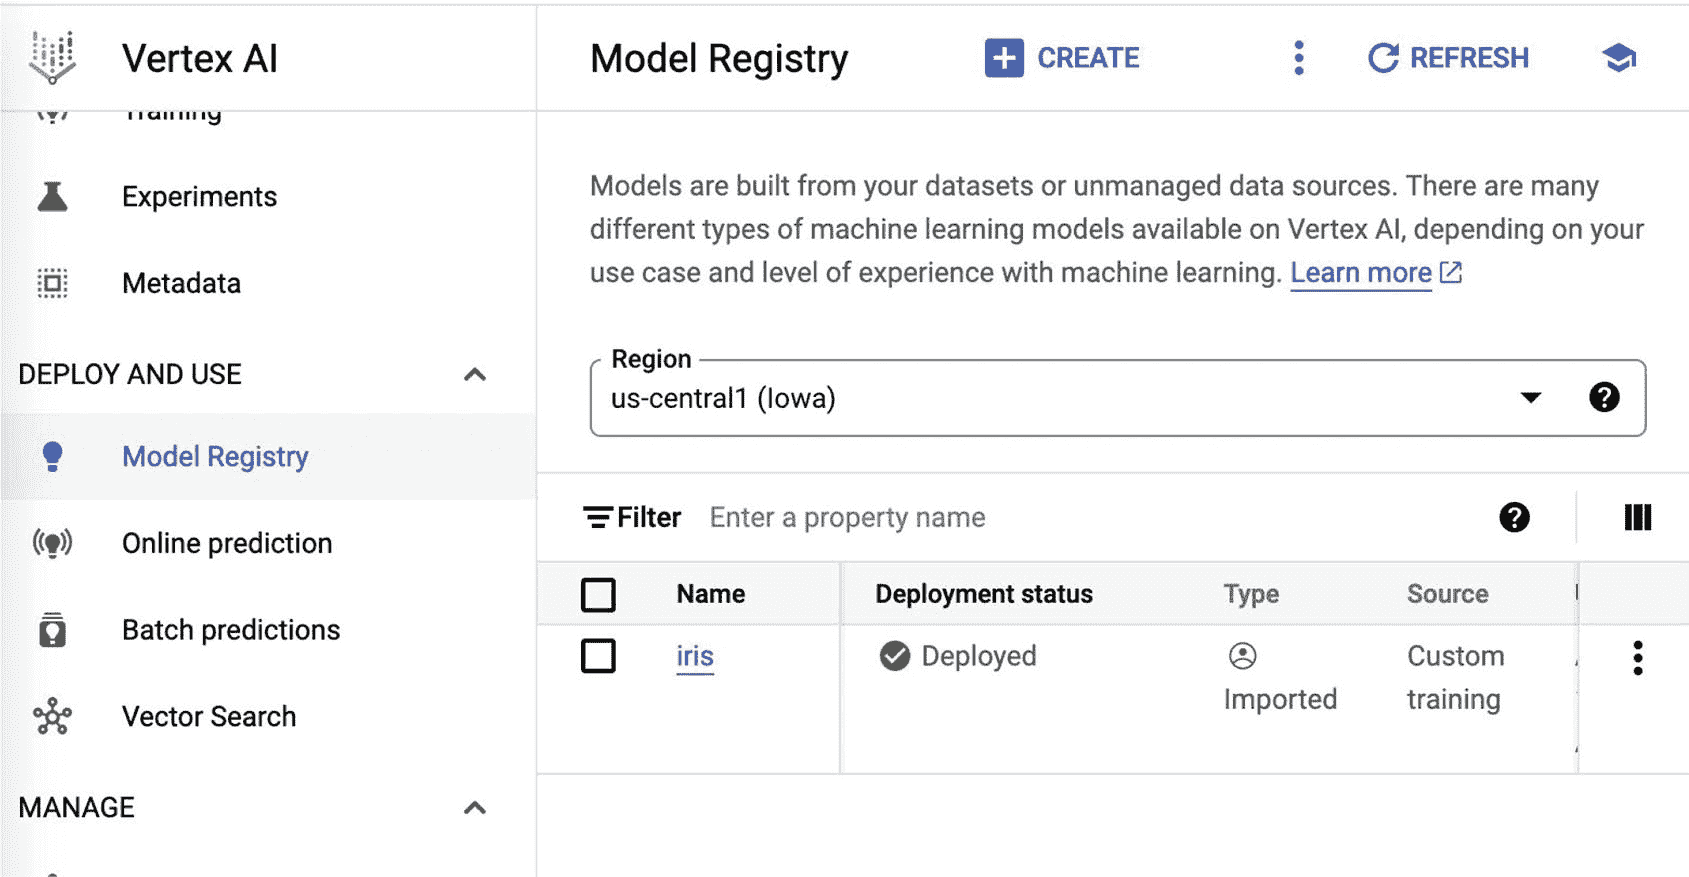 Vertex AI
Training
Experiments
Metadata
DEPLOY AND USE
Model Registry
Online prediction
Batch predictions
Vector Search
MANAGE
Model Registry
CREATE
REFRESH
Models are built from your datasets or unmanaged data sources. There are many
different types of machine learning models available on Vertex AI, depending on your
use case and level of experience with machine learning. Learn more
Region
us-central1 (Iowa)
Filter Enter a property name
Name Deployment status Type Source
iris Deployed Imported Custom
training